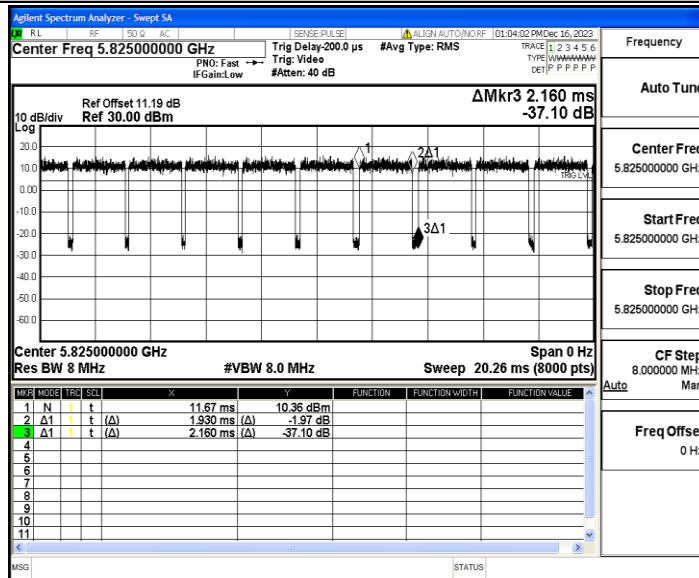 Agilent Spectrum Analyzer - Swept SA
RL RF 50 Ω AC SENSE:PULSE ALIGN AUTO/NO RF 01:04:02 PM Dec 16, 2023
Center Freq 5.825000000 GHz
PNO: Fast
IFGain:Low
Trig Delay-200.0 µs
Trig: Video
#Atten: 40 dB
#Avg Type: RMS
TRACE 1 2 3 4 5 6
TYPE
DET P P P P P P
Frequency
Auto Tune
Center Freq
5.825000000 GHz
Start Freq
5.825000000 GHz
Stop Freq
5.825000000 GHz
CF Step
8.000000 MHz
Auto Man
Freq Offset
0 Hz
10 dB/div
Log
Ref Offset 11.19 dB
Ref 30.00 dBm
ΔMkr3 2.160 ms
-37.10 dB
20.0
10.0
0.00
-10.0
-20.0
-30.0
-40.0
-50.0
-60.0
1
2Δ1
TRIG LVL
3Δ1
Center 5.825000000 GHz Span 0 Hz
Res BW 8 MHz #VBW 8.0 MHz Sweep 20.26 ms (8000 pts)
MKR MODE TRC SCL X Y FUNCTION FUNCTION WIDTH FUNCTION VALUE
1 N 1 t 11.67 ms 10.36 dBm
2 Δ1 1 t (Δ) 1.930 ms (Δ) -1.97 dB
3 Δ1 1 t (Δ) 2.160 ms (Δ) -37.10 dB
4
5
6
7
8
9
10
11
MSG STATUS